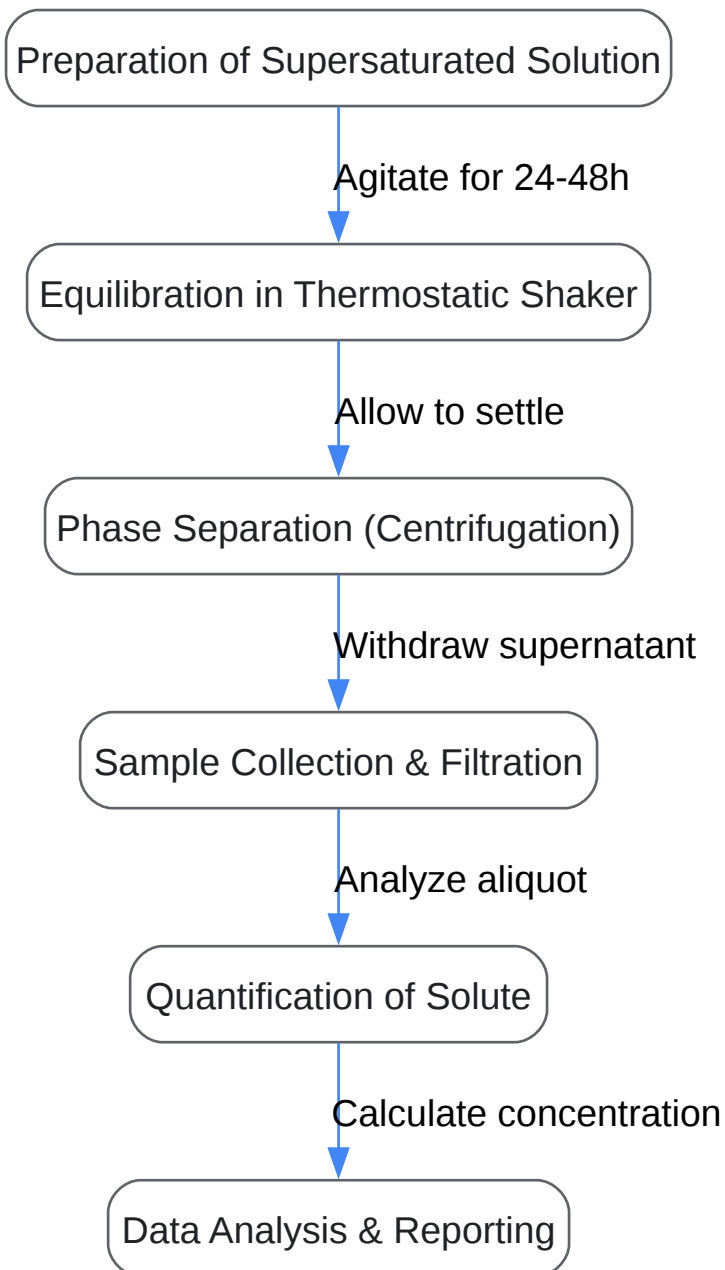 Preparation of Supersaturated Solution
Agitate for 24-48h
Equilibration in Thermostatic Shaker
Allow to settle
Phase Separation (Centrifugation)
Withdraw supernatant
Sample Collection & Filtration
Analyze aliquot
Quantification of Solute
Calculate concentration
Data Analysis & Reporting